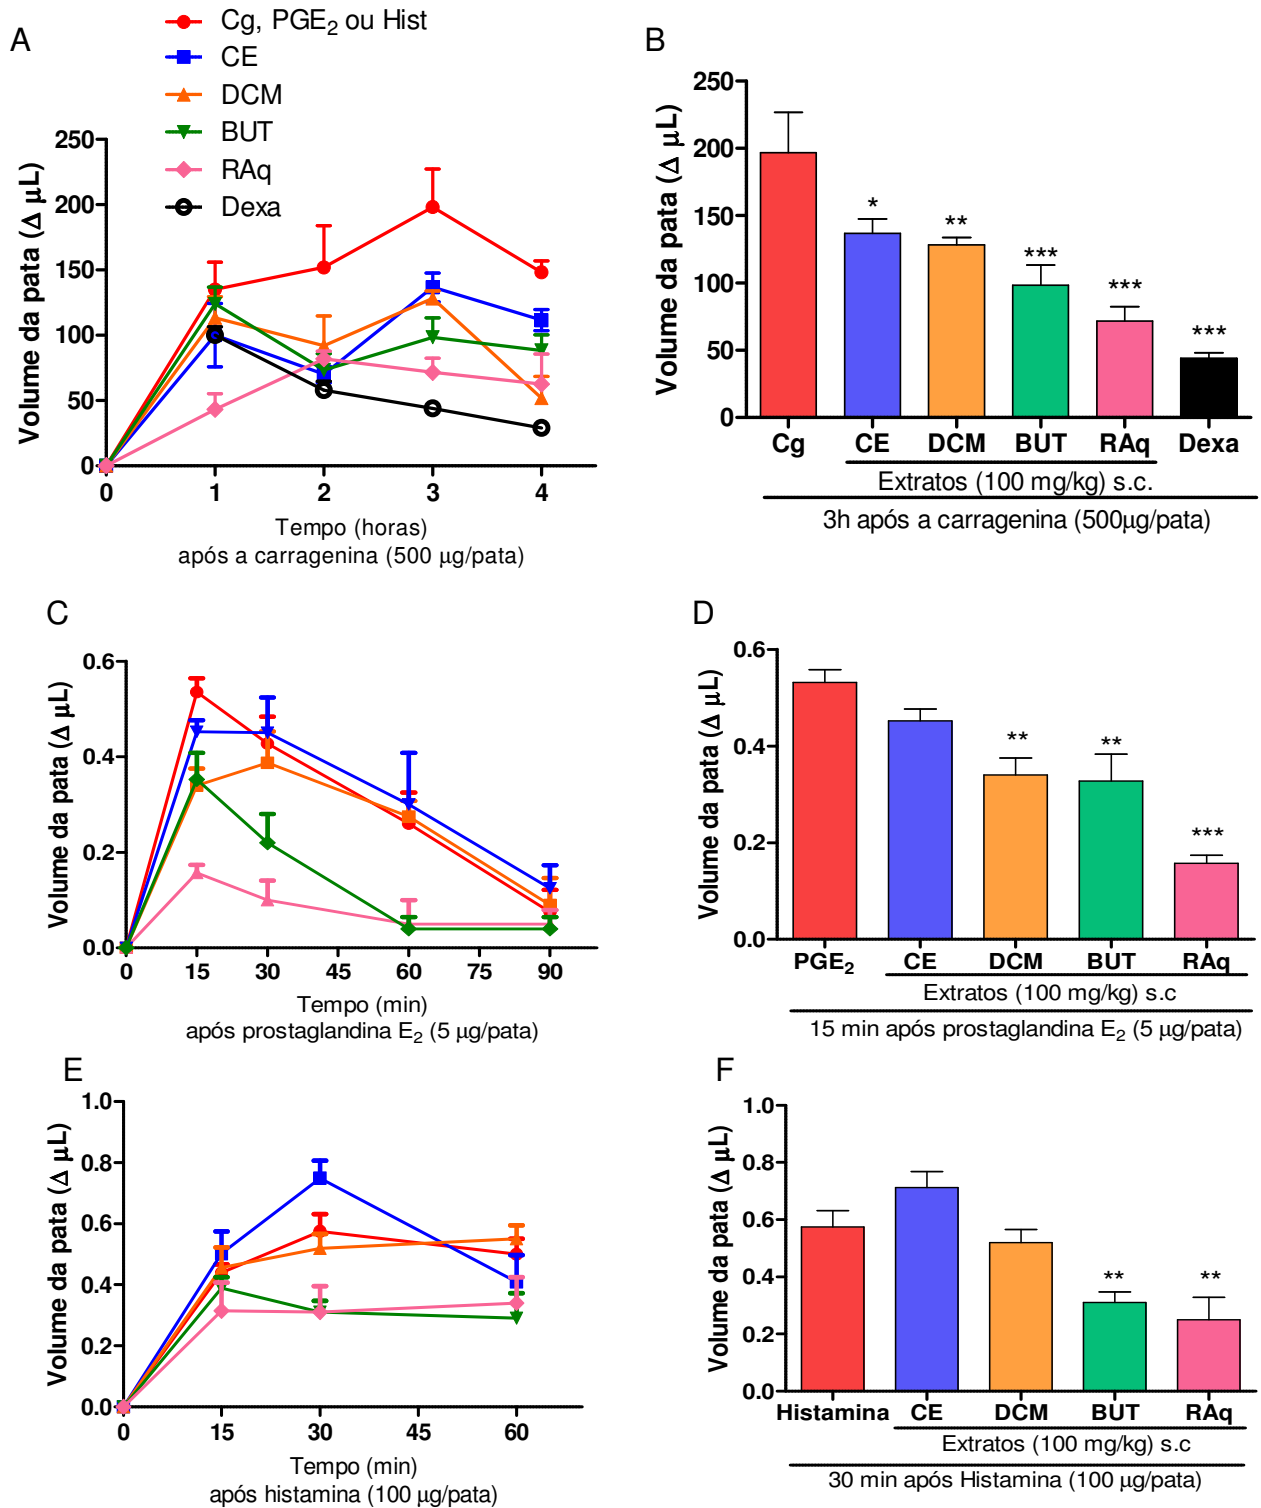 A
Cg, PGE2 ou Hist
CE
DCM
BUT
RAq
Dexa
Volume da pata (Δ μL)
250
200
150
100
50
0
0 1 2 3 4
Tempo (horas)
após a carragenina (500 μg/pata)
B
Volume da pata (Δ μL)
250
200
150
100
50
0
* ** *** *** ***
Cg CE DCM BUT RAq Dexa
Extratos (100 mg/kg) s.c.
3h após a carragenina (500μg/pata)
C
Volume da pata (Δ μL)
0.6
0.4
0.2
0.0
0 15 30 45 60 75 90
Tempo (min)
após prostaglandina E2 (5 μg/pata)
D
Volume da pata (Δ μL)
0.6
0.4
0.2
0.0
** ** ***
PGE2 CE DCM BUT RAq
Extratos (100 mg/kg) s.c
15 min após prostaglandina E2 (5 μg/pata)
E
Volume da pata (Δ μL)
1.0
0.8
0.6
0.4
0.2
0.0
0 15 30 45 60
Tempo (min)
após histamina (100 μg/pata)
F
Volume da pata (Δ μL)
1.0
0.8
0.6
0.4
0.2
0.0
** **
Histamina CE DCM BUT RAq
Extratos (100 mg/kg) s.c
30 min após Histamina (100 μg/pata)